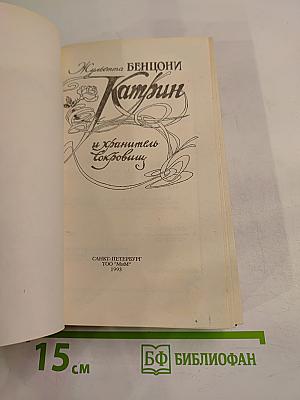 Жюльетта БЕНЦОНИ
Катрин
и хранитель
сокровищ
САНКТ-ПЕТЕРБУРГ
ТОО "МиМ"
1993
15 см
БФ БИБЛИОФАН